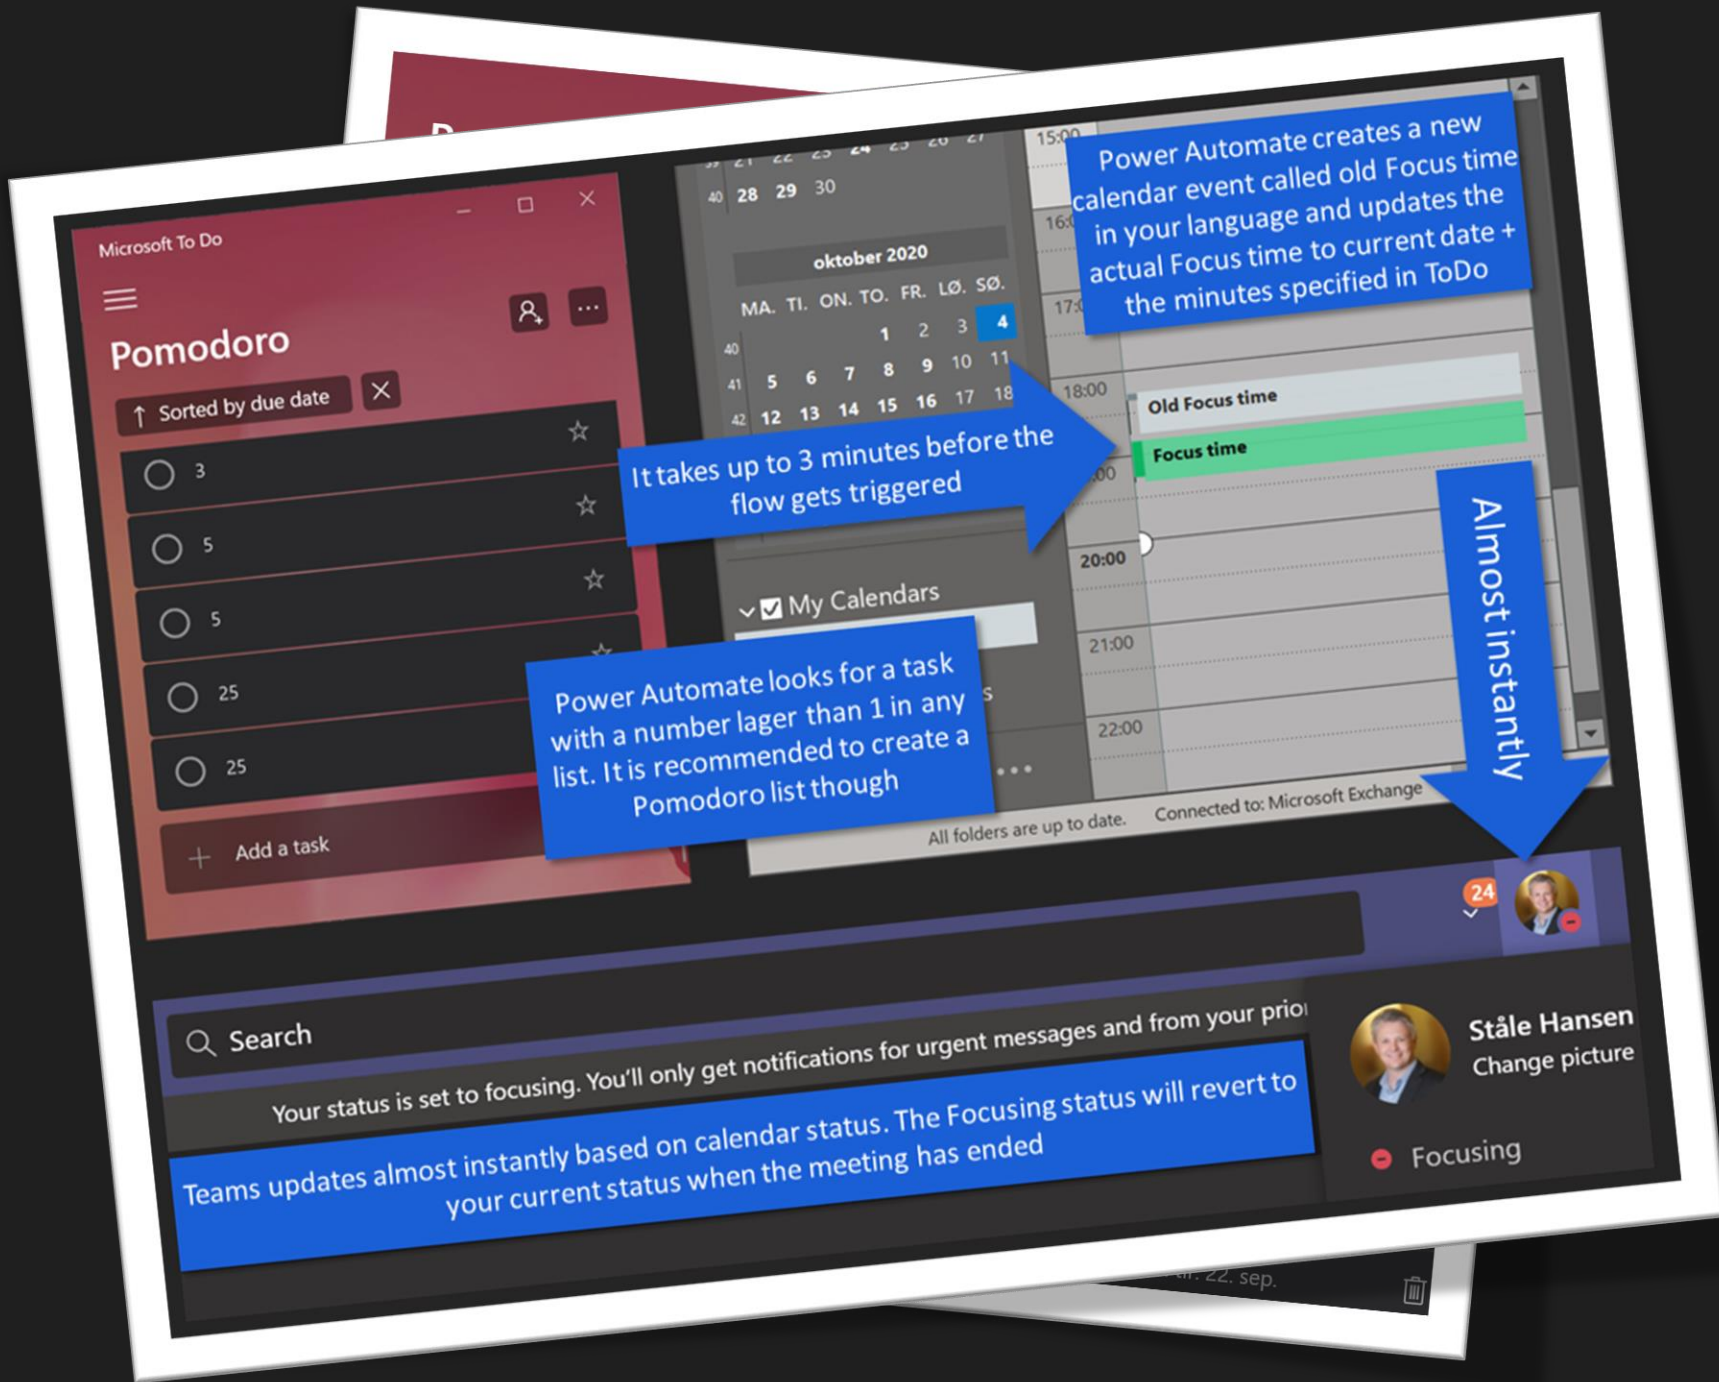 Microsoft To Do
Pomodoro
↑ Sorted by due date
3
5
5
25
25
+ Add a task
40 28 29 30
oktober 2020
MA. TI. ON. TO. FR. LØ. SØ.
40 1 2 3 4
41 5 6 7 8 9 10 11
42 12 13 14 15 16 17 18
It takes up to 3 minutes before the
flow gets triggered
My Calendars
Power Automate looks for a task
with a number lager than 1 in any
list. It is recommended to create a
Pomodoro list though
15:00
Power Automate creates a new
calendar event called old Focus time
in your language and updates the
actual Focus time to current date +
the minutes specified in ToDo
18:00
Old Focus time
Focus time
20:00
21:00
22:00
Almost instantly
All folders are up to date. Connected to: Microsoft Exchange
24
Search
Your status is set to focusing. You'll only get notifications for urgent messages and from your
Teams updates almost instantly based on calendar status. The Focusing status will revert to
your current status when the meeting has ended
Ståle Hansen
Change picture
Focusing
22. sep.